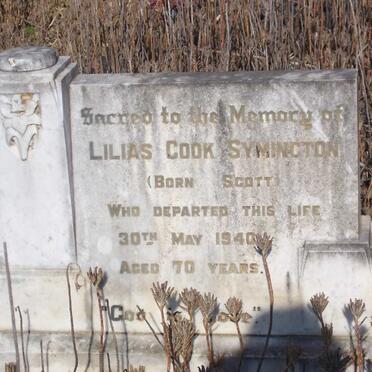 Sacred to the Memory of
LILIAS COOK SYMINGTON
(BORN SCOTT)
WHO DEPARTED THIS LIFE
30TH MAY 1940
AGED 70 YEARS.